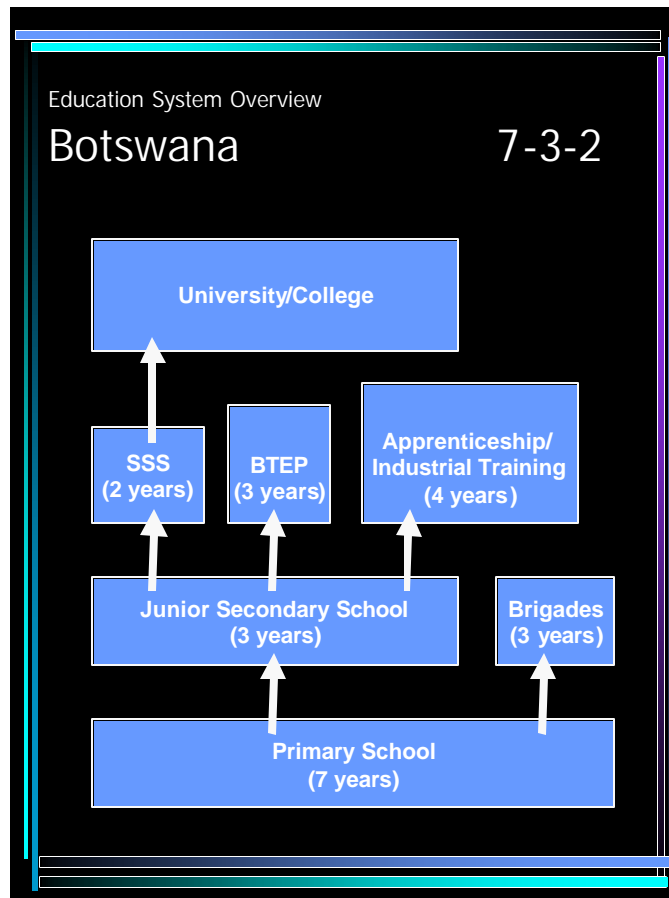 Education System Overview
Botswana 7-3-2
University/College
SSS
(2 years)
BTEP
(3 years)
Apprenticeship/
Industrial Training
(4 years)
Junior Secondary School
(3 years)
Brigades
(3 years)
Primary School
(7 years)